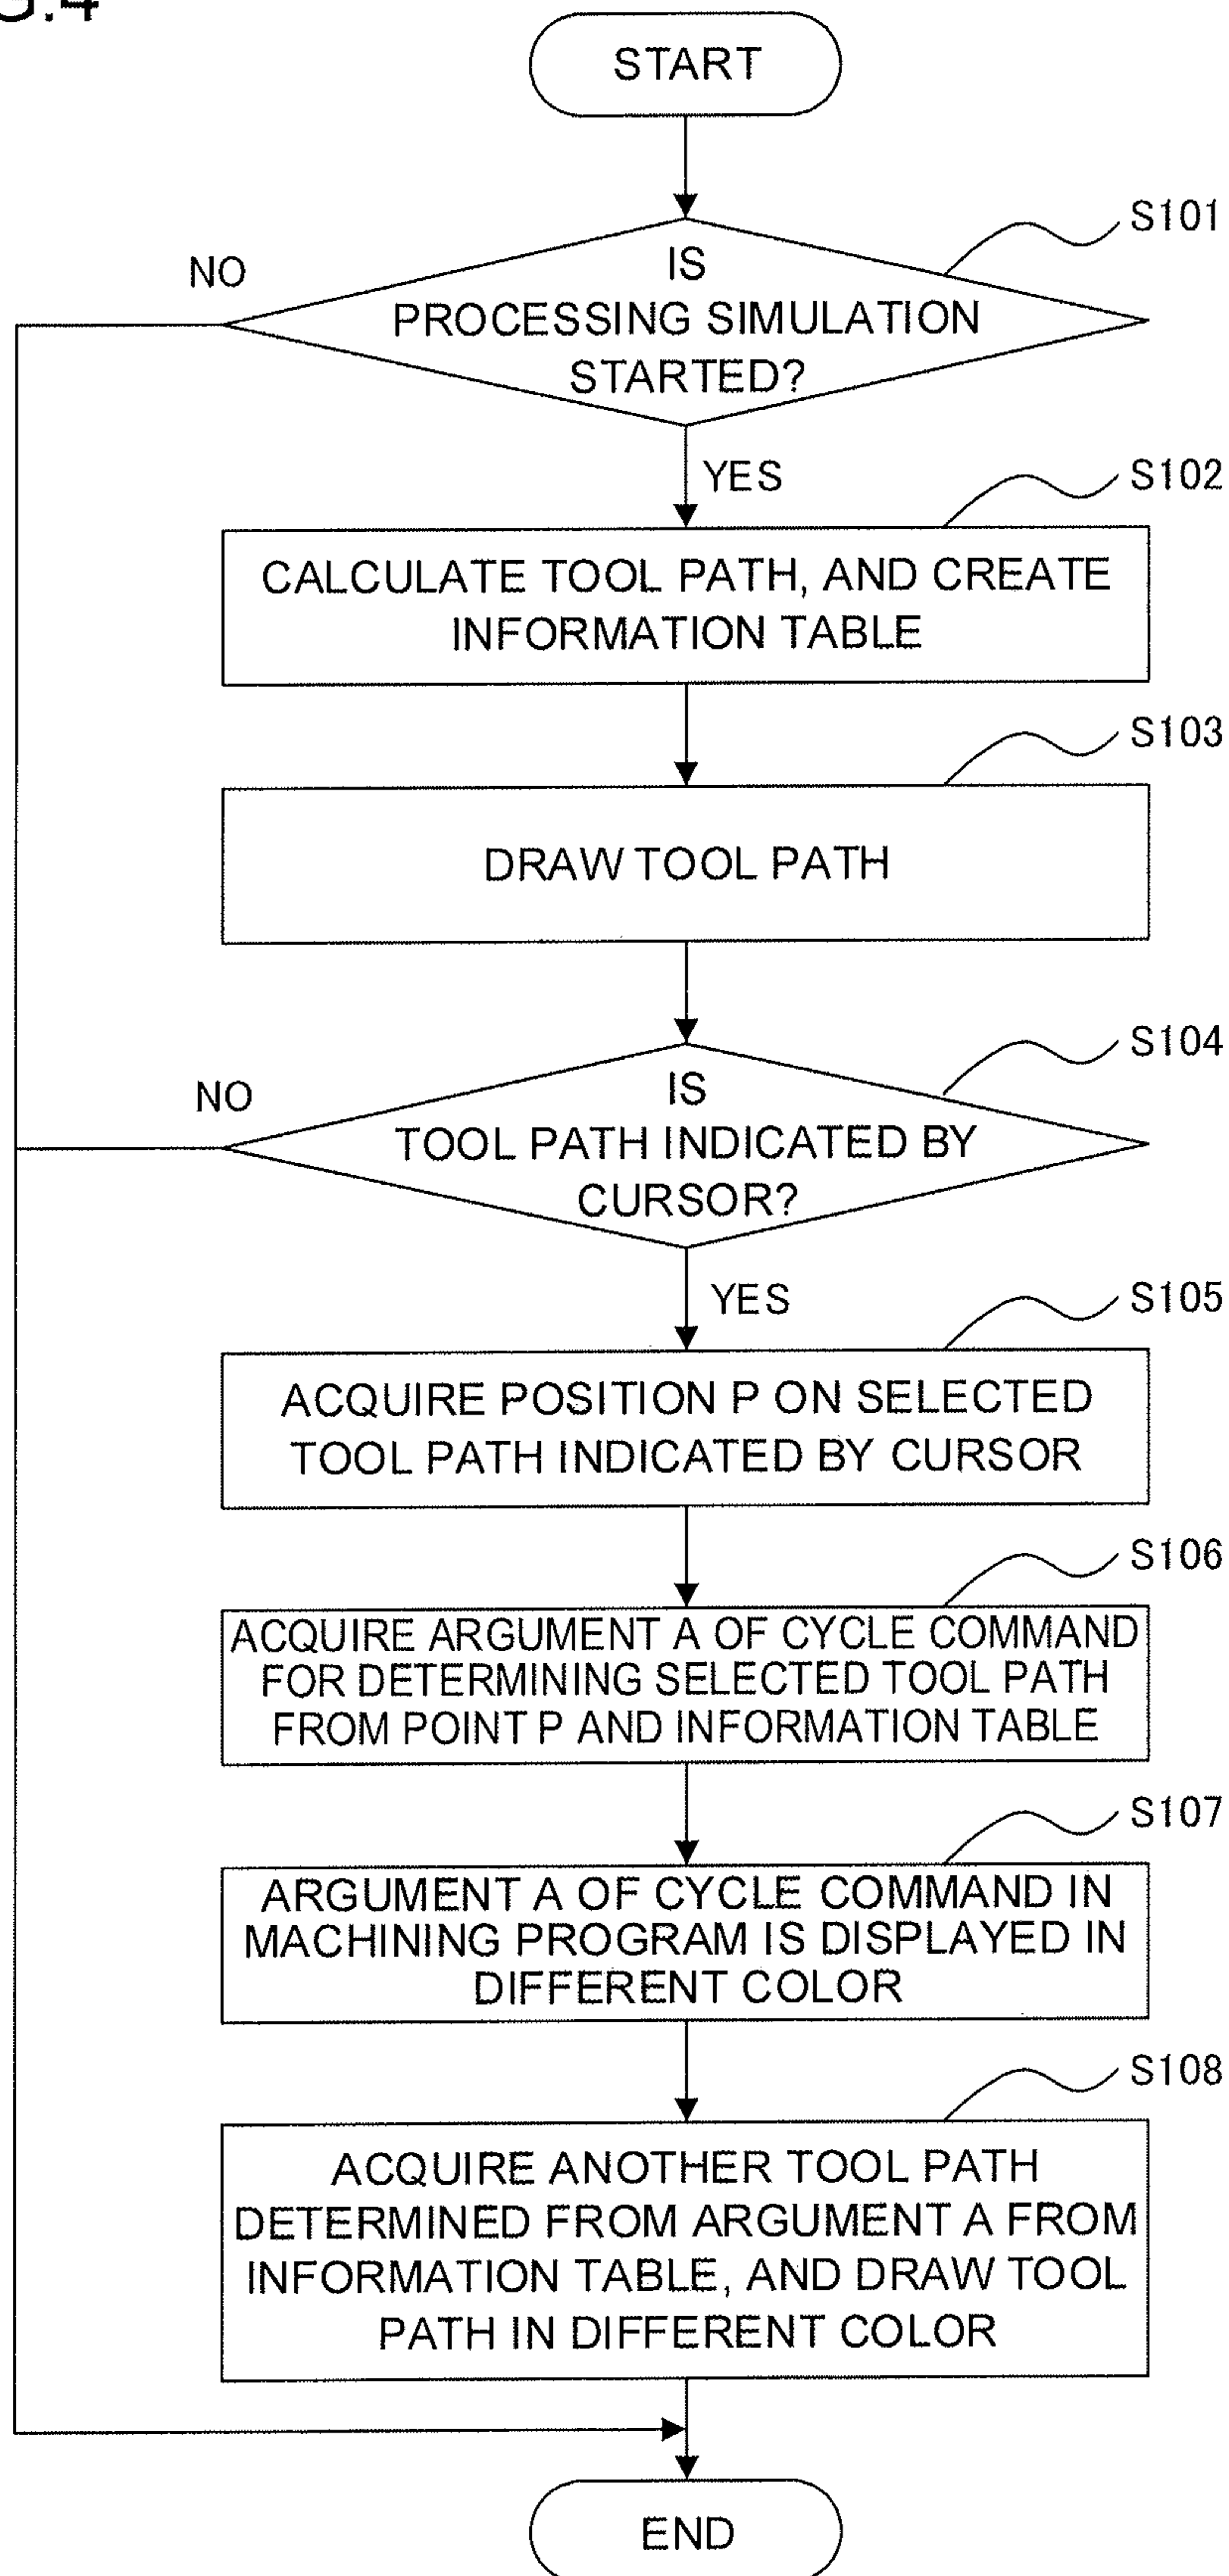 G.4
START
S101
NO
IS
PROCESSING SIMULATION
STARTED?
YES
S102
CALCULATE TOOL PATH, AND CREATE
INFORMATION TABLE
S103
DRAW TOOL PATH
S104
NO
IS
TOOL PATH INDICATED BY
CURSOR?
YES
S105
ACQUIRE POSITION P ON SELECTED
TOOL PATH INDICATED BY CURSOR
S106
ACQUIRE ARGUMENT A OF CYCLE COMMAND
FOR DETERMINING SELECTED TOOL PATH
FROM POINT P AND INFORMATION TABLE
S107
ARGUMENT A OF CYCLE COMMAND IN
MACHINING PROGRAM IS DISPLAYED IN
DIFFERENT COLOR
S108
ACQUIRE ANOTHER TOOL PATH
DETERMINED FROM ARGUMENT A FROM
INFORMATION TABLE, AND DRAW TOOL
PATH IN DIFFERENT COLOR
END